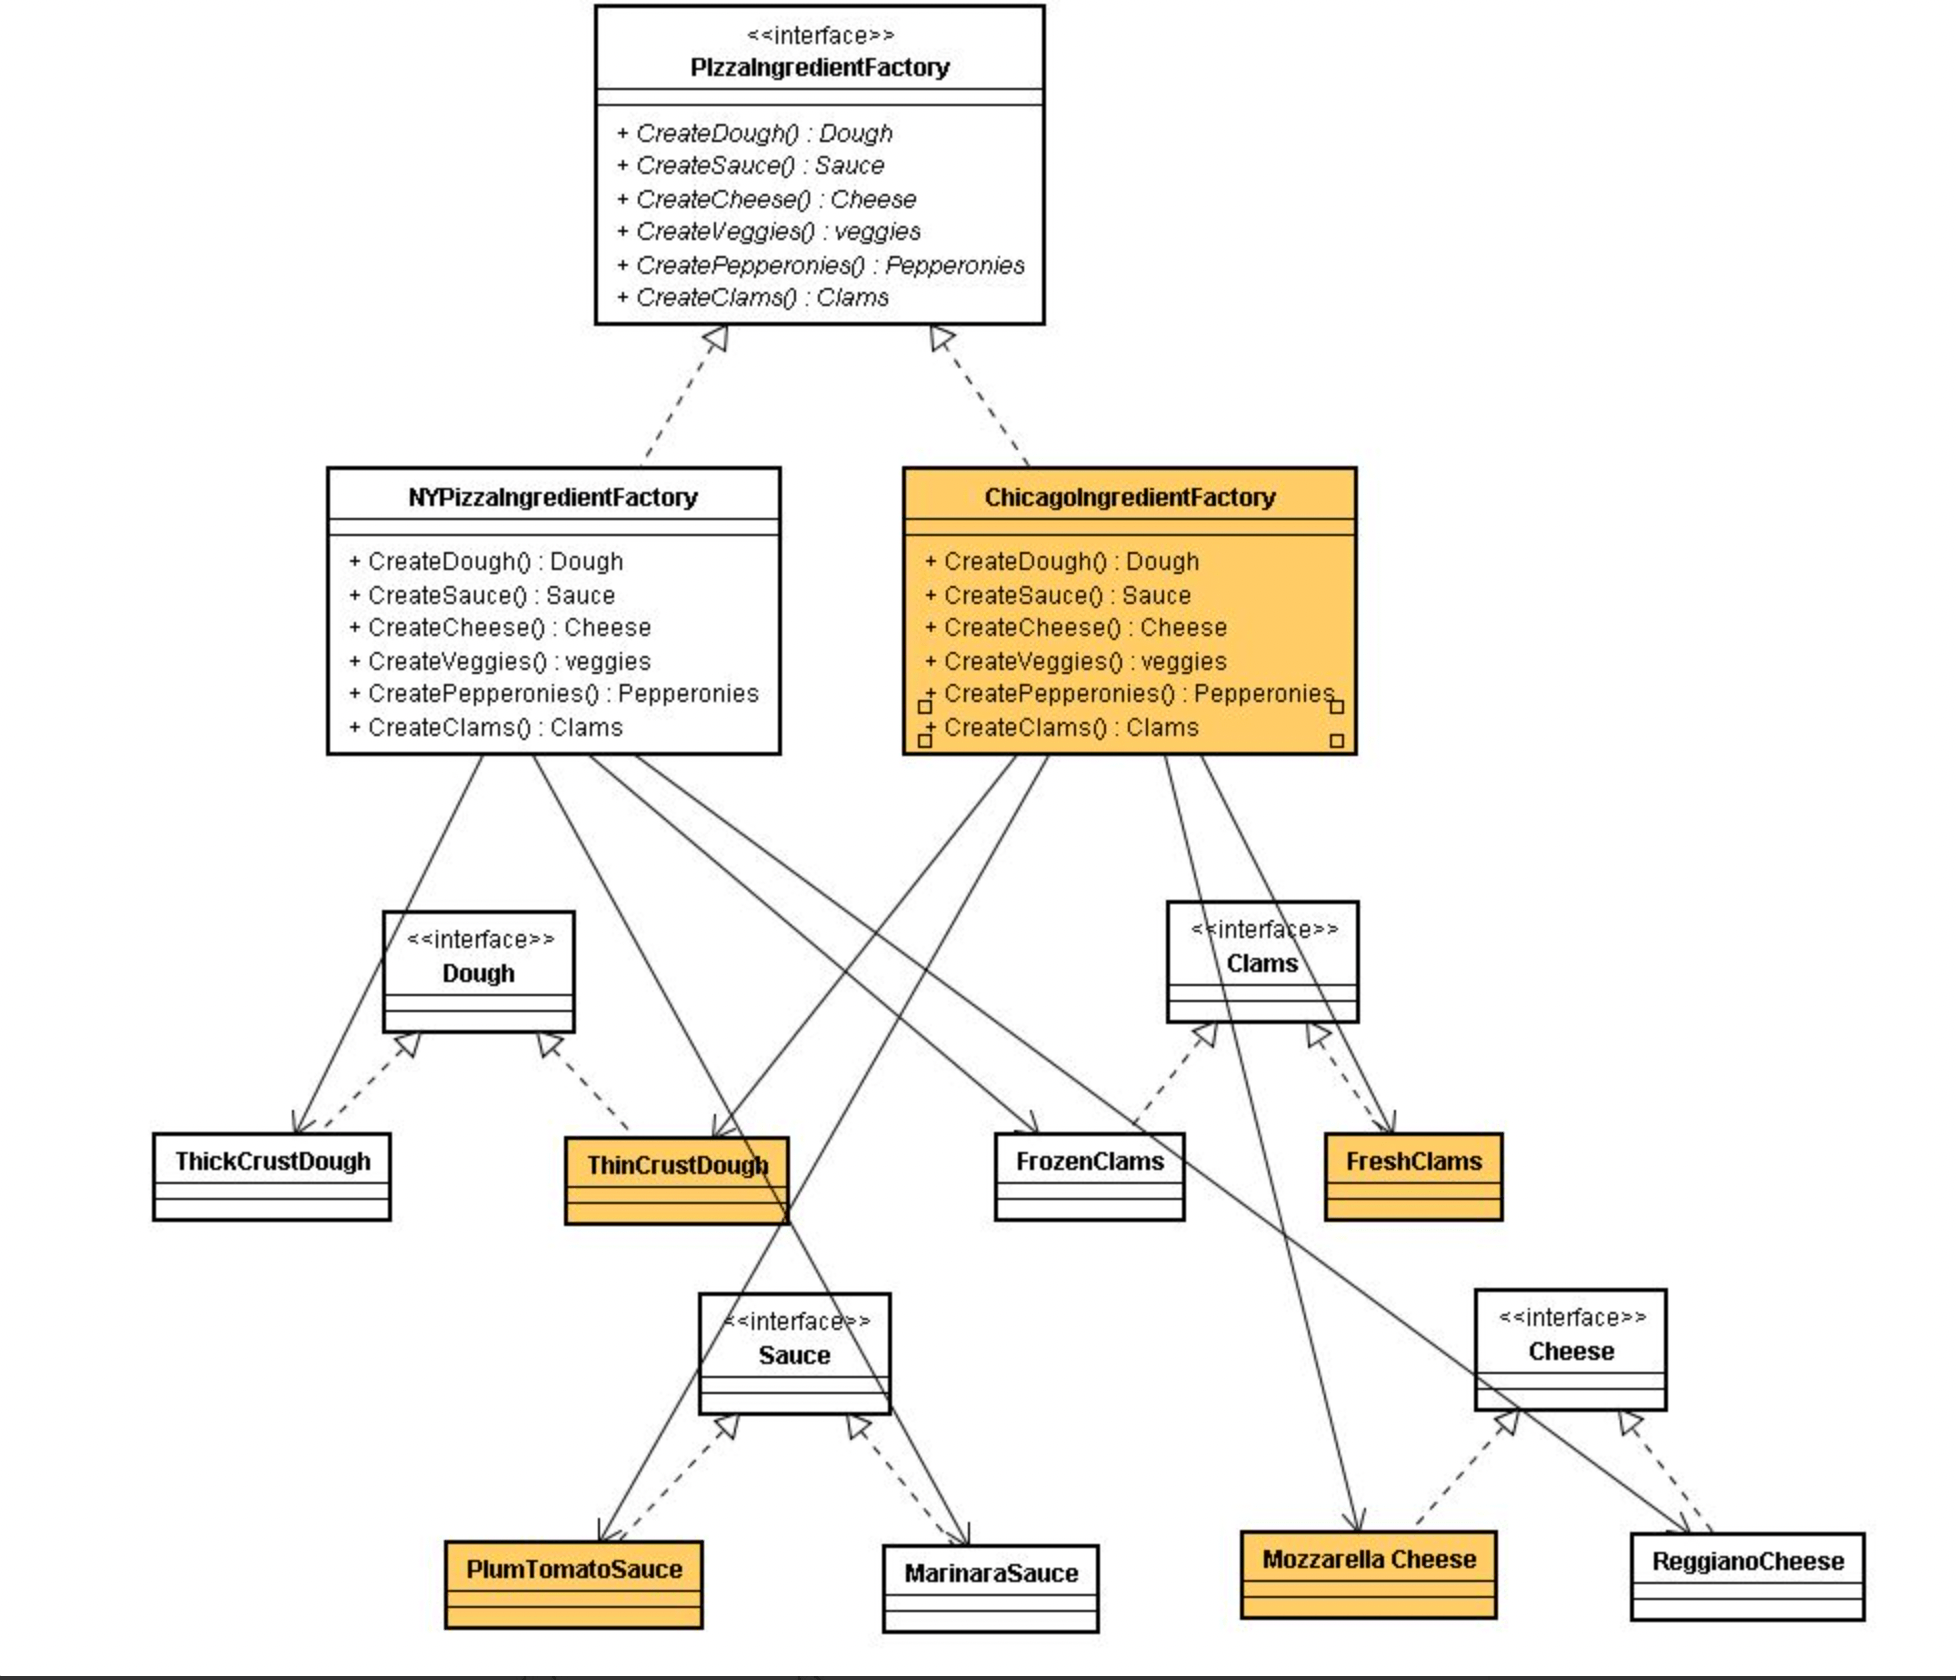 <<interface>>
PIzzaIngredientFactory
+ CreateDough() : Dough
+ CreateSauce() : Sauce
+ CreateCheese() : Cheese
+ CreateVeggies() : veggies
+ CreatePepperonies() : Pepperonies
+ CreateClams() : Clams
NYPizzaIngredientFactory
+ CreateDough() : Dough
+ CreateSauce() : Sauce
+ CreateCheese() : Cheese
+ CreateVeggies() : veggies
+ CreatePepperonies() : Pepperonies
+ CreateClams() : Clams
ChicagoIngredientFactory
+ CreateDough() : Dough
+ CreateSauce() : Sauce
+ CreateCheese() : Cheese
+ CreateVeggies() : veggies
+ CreatePepperonies() : Pepperonies
+ CreateClams() : Clams
<<interface>>
Dough
<<interface>>
Clams
ThickCrustDough
ThinCrustDough
FrozenClams
FreshClams
<<interface>>
Sauce
<<interface>>
Cheese
PlumTomatoSauce
MarinaraSauce
Mozzarella Cheese
ReggianoCheese